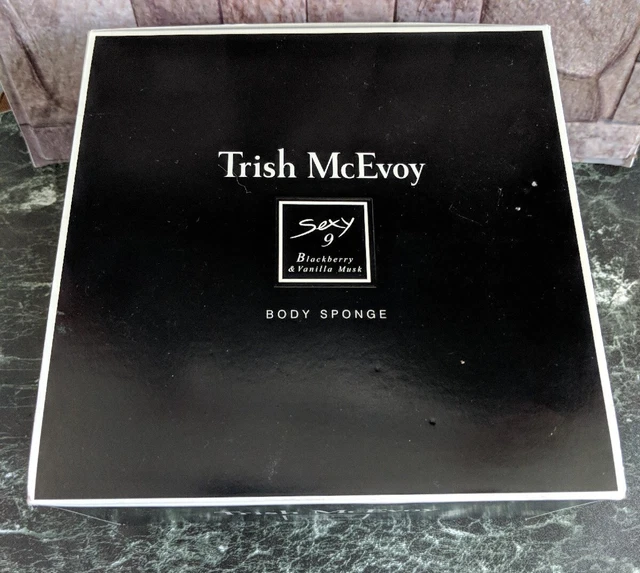 Trish McEvoy
Sexy
9
Blackberry
& Vanilla Musk
BODY SPONGE